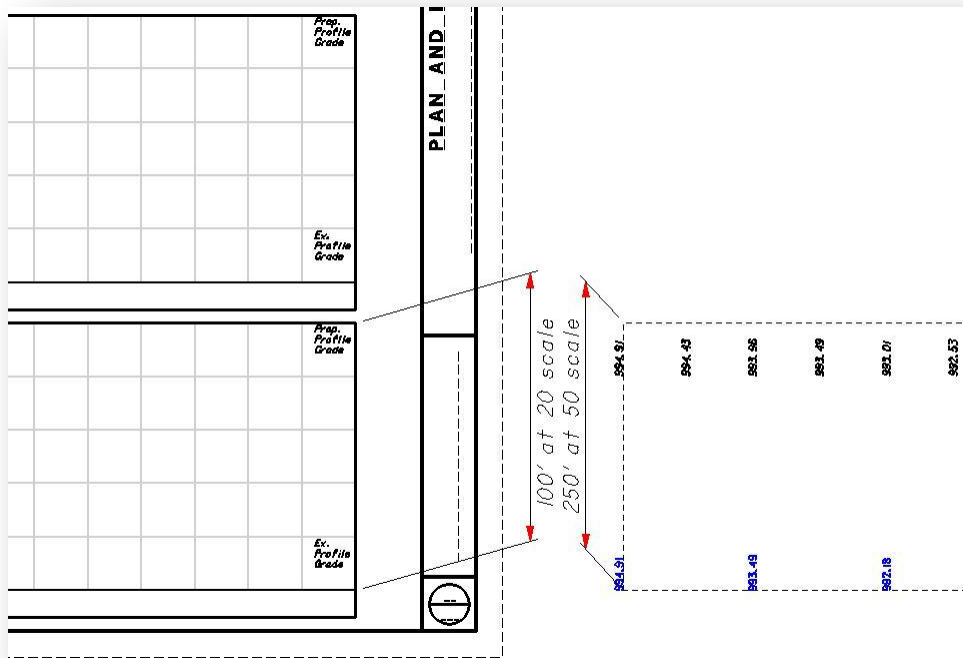 Prop.
Profile
Grade
Ex.
Profile
Grade
Prop.
Profile
Grade
Ex.
Profile
Grade
PLAN AND
100' at 20 scale
250' at 50 scale
994.91
994.43
993.96
993.49
993.01
992.53
994.91
993.49
992.18